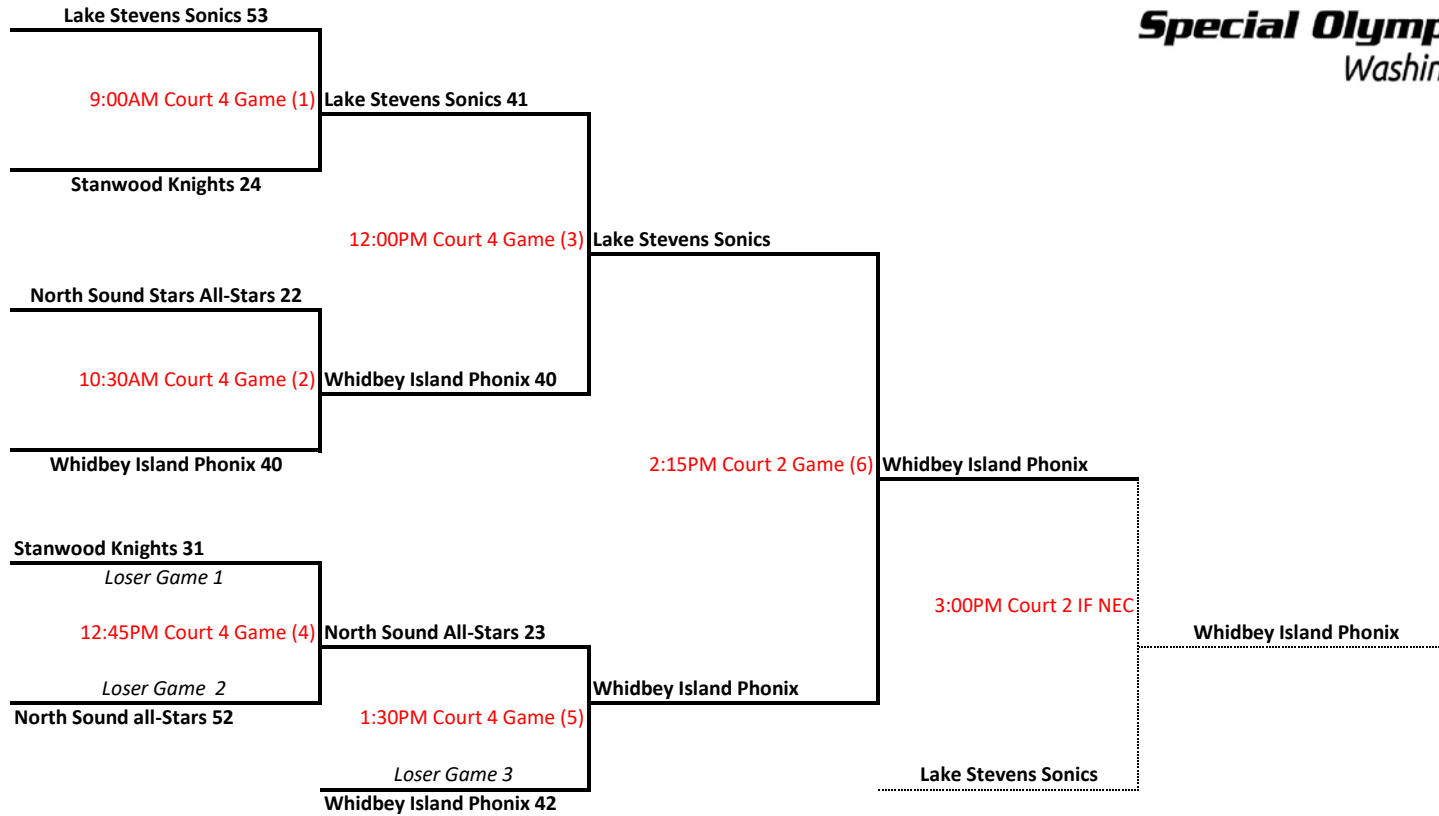 Lake Stevens Sonics 53
Special Olymp
Washin
9:00AM Court 4 Game (1)
Lake Stevens Sonics 41
Stanwood Knights 24
12:00PM Court 4 Game (3)
Lake Stevens Sonics
North Sound Stars All-Stars 22
10:30AM Court 4 Game (2)
Whidbey Island Phonix 40
Whidbey Island Phonix 40
2:15PM Court 2 Game (6)
Whidbey Island Phonix
Stanwood Knights 31
Loser Game 1
3:00PM Court 2 IF NEC
12:45PM Court 4 Game (4)
North Sound All-Stars 23
Whidbey Island Phonix
Loser Game 2
Whidbey Island Phonix
North Sound all-Stars 52
1:30PM Court 4 Game (5)
Loser Game 3
Lake Stevens Sonics
Whidbey Island Phonix 42